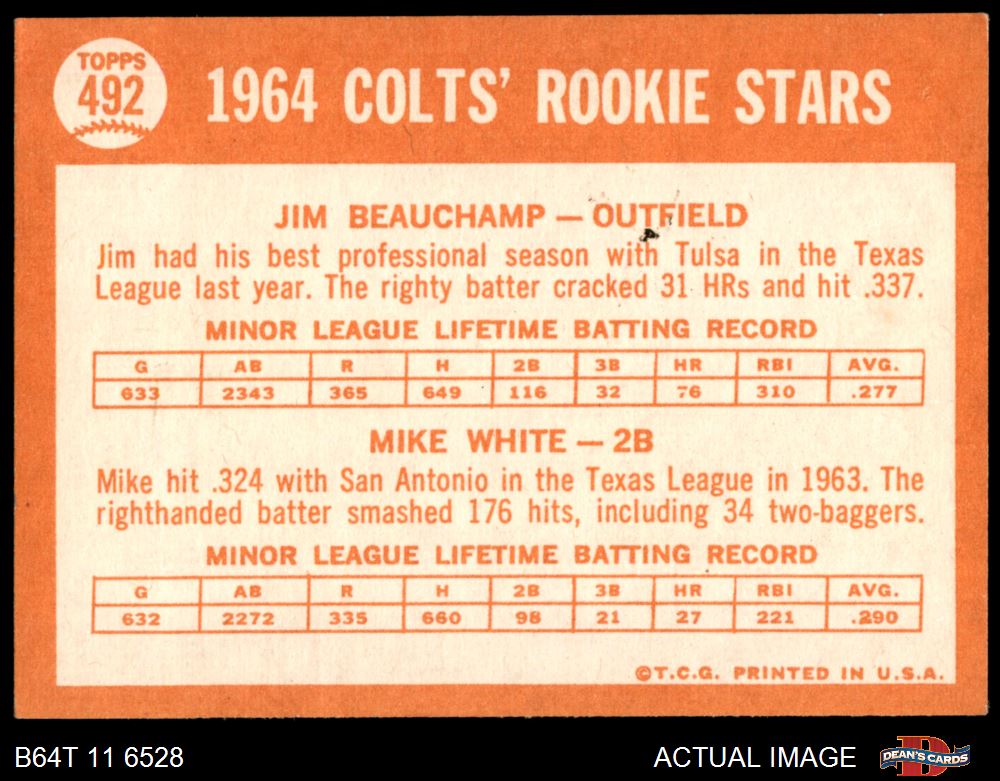 TOPPS
492
1964 COLTS' ROOKIE STARS
JIM BEAUCHAMP — OUTFIELD
Jim had his best professional season with Tulsa in the Texas
League last year. The righty batter cracked 31 HRs and hit .337.
MINOR LEAGUE LIFETIME BATTING RECORD
G AB R H 2B 3B HR RBI AVG.
633 2343 365 649 116 32 76 310 .277
MIKE WHITE — 2B
Mike hit .324 with San Antonio in the Texas League in 1963. The
righthanded batter smashed 176 hits, including 34 two-baggers.
MINOR LEAGUE LIFETIME BATTING RECORD
G AB R H 2B 3B HR RBI AVG.
632 2272 335 660 98 21 27 221 .290
©T.C.G. PRINTED IN U.S.A.
B64T 11 6528
ACTUAL IMAGE
DEAN'S CARDS